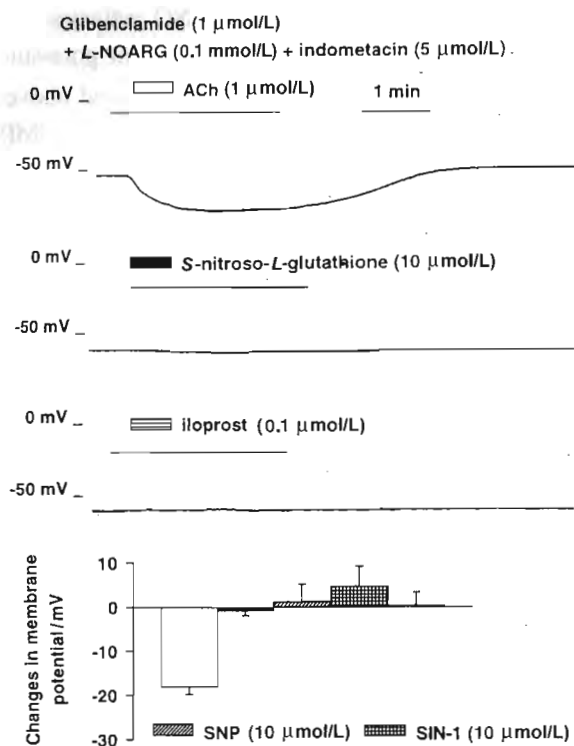 Glibenclamide (1 μmol/L)
+ L-NOARG (0.1 mmol/L) + indometacin (5 μmol/L).
0 mV
ACh (1 μmol/L)
1 min
-50 mV
0 mV
S-nitroso-L-glutathione (10 μmol/L)
-50 mV
0 mV
iloprost (0.1 μmol/L)
-50 mV
Changes in membrane
potential/mV
10
0
-10
-20
-30
SNP (10 μmol/L)
SIN-1 (10 μmol/L)